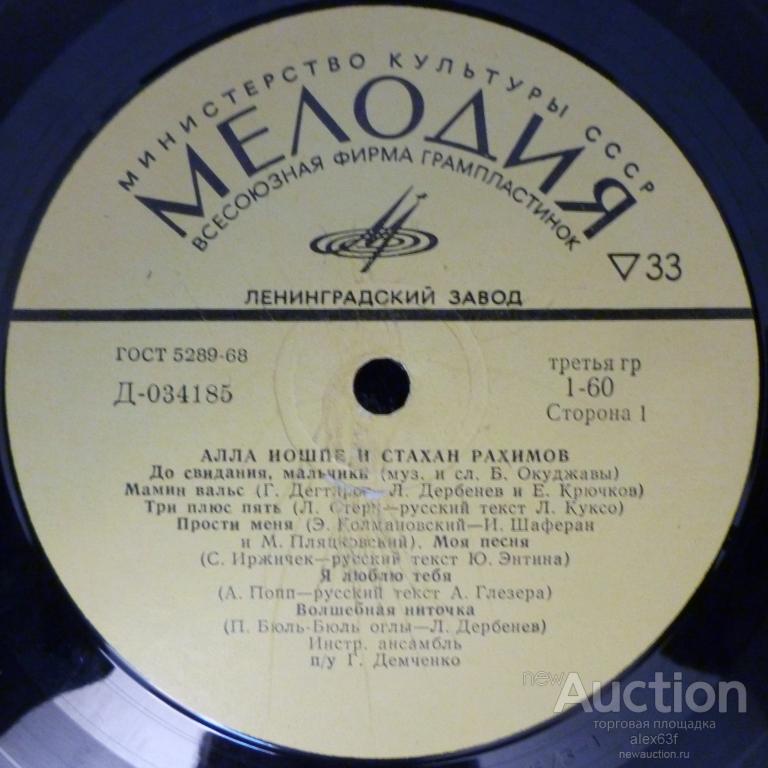 МИНИСТЕРСТВО КУЛЬТУРЫ СССР
МЕЛОДИЯ
ВСЕСОЮЗНАЯ ФИРМА ГРАМПЛАСТИНОК
▽33
ЛЕНИНГРАДСКИЙ ЗАВОД
ГОСТ 5289-68
Д-034185
третья гр
1-60
Сторона 1
АЛЛА ИОШПЕ И СТАХАН РАХИМОВ
До свидания, мальчики (муз. и сл. Б. Окуджавы)
Мамин вальс (Г. Дегтярев—Л. Дербенев и Е. Крючков)
Три плюс пять (Л. Стерн—русский текст Л. Куксо)
Прости меня (Э. Колмановский—И. Шаферан
и М. Пляцковский). Моя песня
(С. Иржичек—русский текст Ю. Энтина)
Я люблю тебя
(А. Попп—русский текст А. Глезера)
Волшебная ниточка
(П. Бюль-Бюль оглы—Л. Дербенев)
Инстр. ансамбль
п/у Г. Демченко
new Auction
торговая площадка
alex63f
newauction.ru